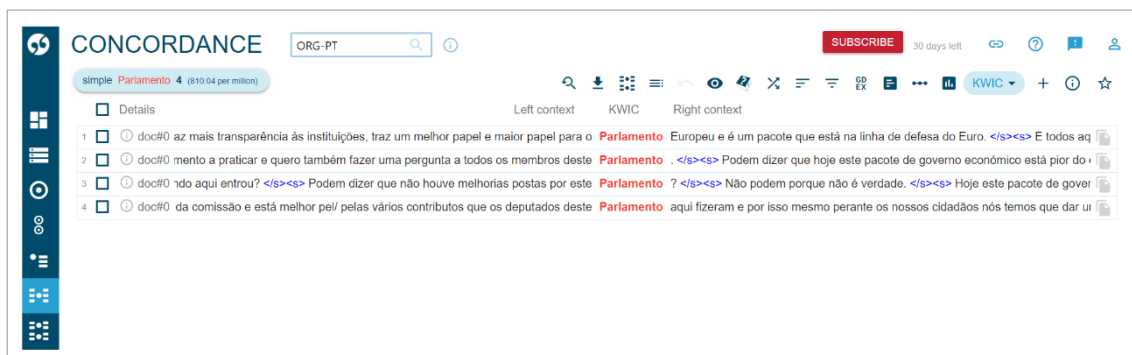 CONCORDANCE ORG-PT SUBSCRIBE 30 days left
simple Parlamento 4 (810.04 per million) GD EX KWIC
Details Left context KWIC Right context
1 doc#0 az mais transparência às instituições, traz um melhor papel e maior papel para o Parlamento Europeu e é um pacote que está na linha de defesa do Euro. </s><s> E todos aq
2 doc#0 mento a praticar e quero também fazer uma pergunta a todos os membros deste Parlamento . </s><s> Podem dizer que hoje este pacote de governo económico está pior do
3 doc#0 ndo aqui entrou? </s><s> Podem dizer que não houve melhorias postas por este Parlamento ? </s><s> Não podem porque não é verdade. </s><s> Hoje este pacote de gover
4 doc#0 da comissão e está melhor pel/ pelas vários contributos que os deputados deste Parlamento aqui fizeram e por isso mesmo perante os nossos cidadãos nós temos que dar